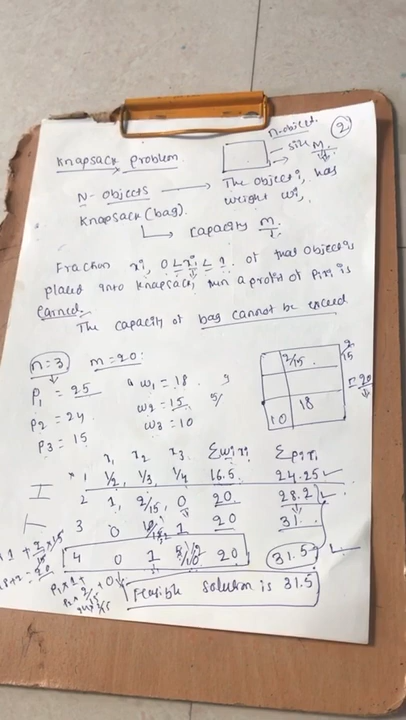 2
n-object.
size
M.
Knapsack problem
N-objects → The object i, has
weight wi,
Knapsack (bag).
↳ capacity m.
Fraction xi, 0 ≤ xi ≤ 1. of that object is
placed into knapsack, run a profit of pixi is
Earned.
The capacity of bag cannot be exceed
n=3, m=20:
P1 = 25 w1 = 18
P2 = 24 w2 = 15
P3 = 15 w3 = 10
2/15
10 18
2/15
20
x1 x2 x3 Σwixi Σpixi
1 1/2, 1/3, 1/4 16.5 24.25
2 1, 2/15, 0 20 28.2
3 0 1 20 31
4 0 1 20 31.5
Feasible solution is 31.5